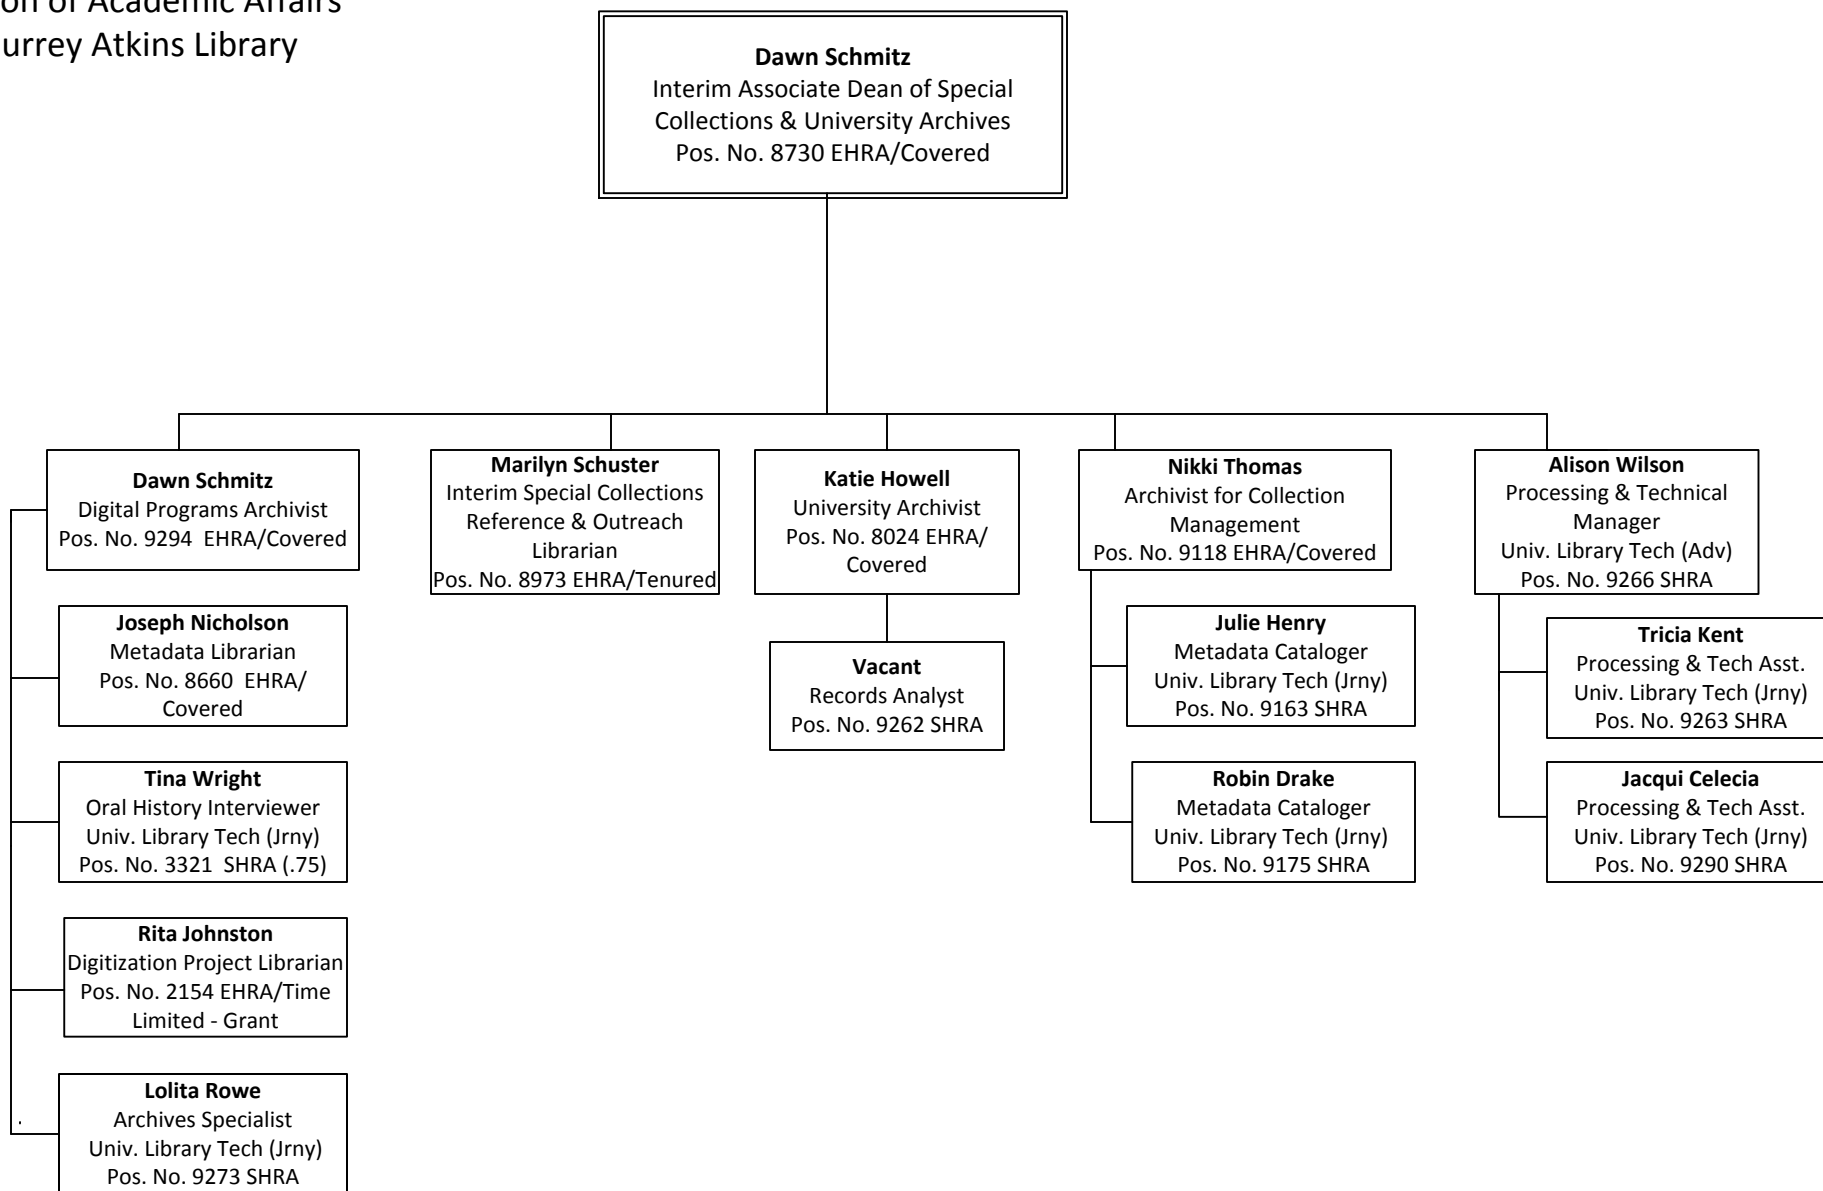 of Academic Affairs
Atkins Library
Dawn Schmitz
Interim Associate Dean of Special
Collections & University Archives
Pos. No. 8730 EHRA/Covered
Dawn Schmitz
Digital Programs Archivist
Pos. No. 9294 EHRA/Covered
Marilyn Schuster
Interim Special Collections
Reference & Outreach
Librarian
Pos. No. 8973 EHRA/Tenured
Katie Howell
University Archivist
Pos. No. 8024 EHRA/
Covered
Nikki Thomas
Archivist for Collection
Management
Pos. No. 9118 EHRA/Covered
Alison Wilson
Processing & Technical
Manager
Univ. Library Tech (Adv)
Pos. No. 9266 SHRA
Joseph Nicholson
Metadata Librarian
Pos. No. 8660 EHRA/
Covered
Tina Wright
Oral History Interviewer
Univ. Library Tech (Jrny)
Pos. No. 3321 SHRA (.75)
Rita Johnston
Digitization Project Librarian
Pos. No. 2154 EHRA/Time
Limited - Grant
Lolita Rowe
Archives Specialist
Univ. Library Tech (Jrny)
Pos. No. 9273 SHRA
Vacant
Records Analyst
Pos. No. 9262 SHRA
Julie Henry
Metadata Cataloger
Univ. Library Tech (Jrny)
Pos. No. 9163 SHRA
Robin Drake
Metadata Cataloger
Univ. Library Tech (Jrny)
Pos. No. 9175 SHRA
Tricia Kent
Processing & Tech Asst.
Univ. Library Tech (Jrny)
Pos. No. 9263 SHRA
Jacqui Celecia
Processing & Tech Asst.
Univ. Library Tech (Jrny)
Pos. No. 9290 SHRA